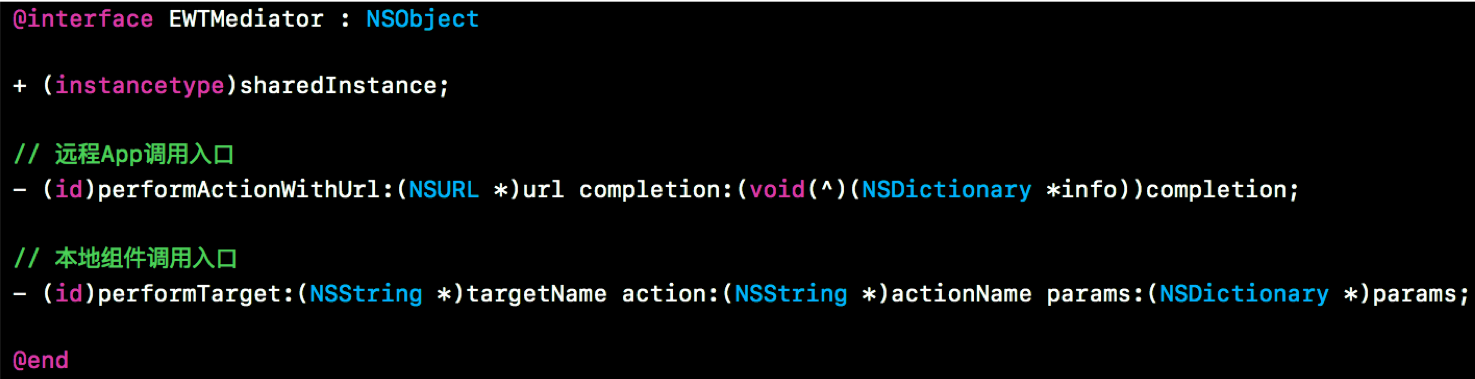 @interface EWTMediator : NSObject
+ (instancetype)sharedInstance;
// 远程App调用入口
- (id)performActionWithUrl:(NSURL *)url completion:(void(^)(NSDictionary *info))completion;
// 本地组件调用入口
- (id)performTarget:(NSString *)targetName action:(NSString *)actionName params:(NSDictionary *)params;
@end